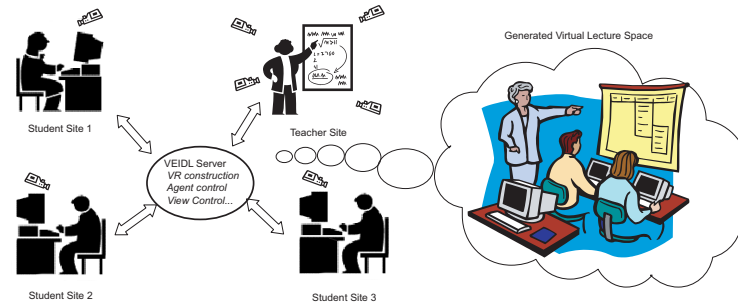 Generated Virtual Lecture Space
Student Site 1
Teacher Site
VEIDL Server
VR construction
Agent control
View Control...
Student Site 2
Student Site 3